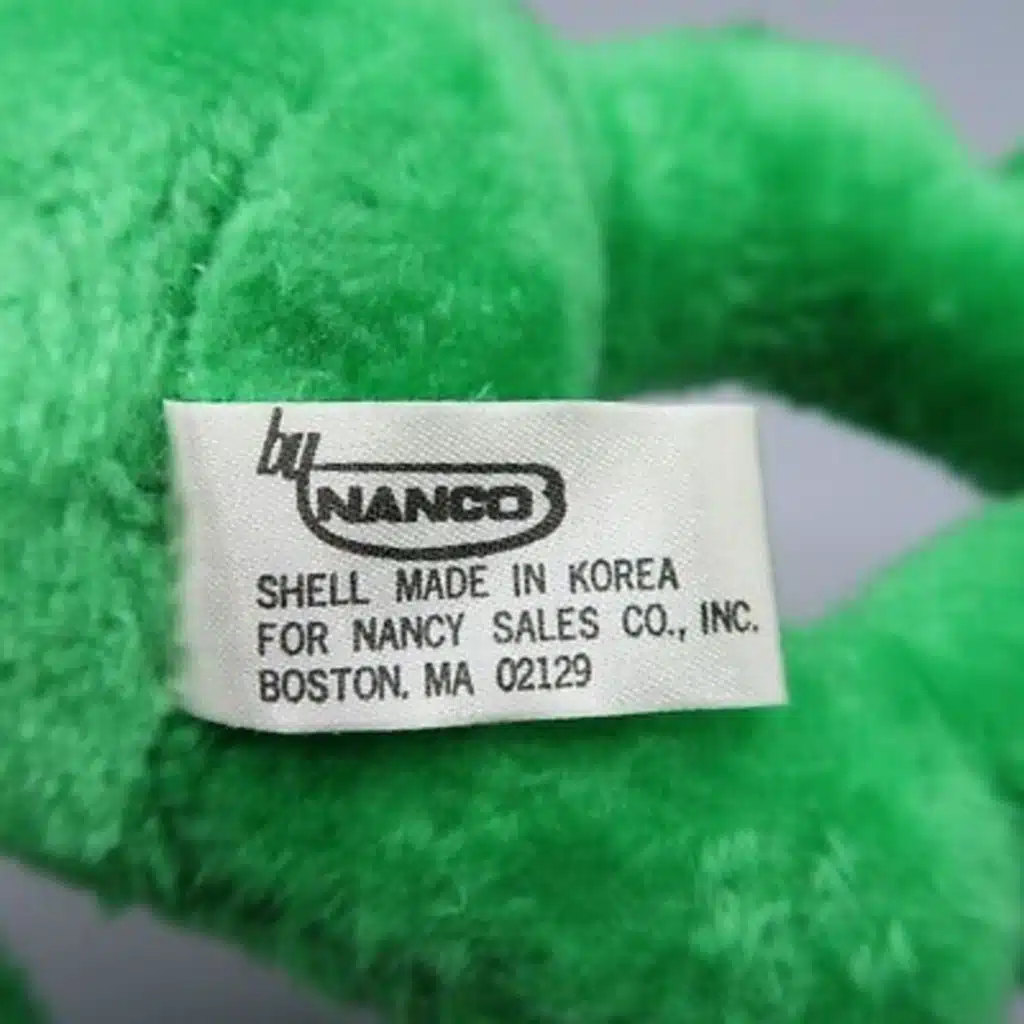 by
NANCO
SHELL MADE IN KOREA
FOR NANCY SALES CO., INC.
BOSTON, MA 02129